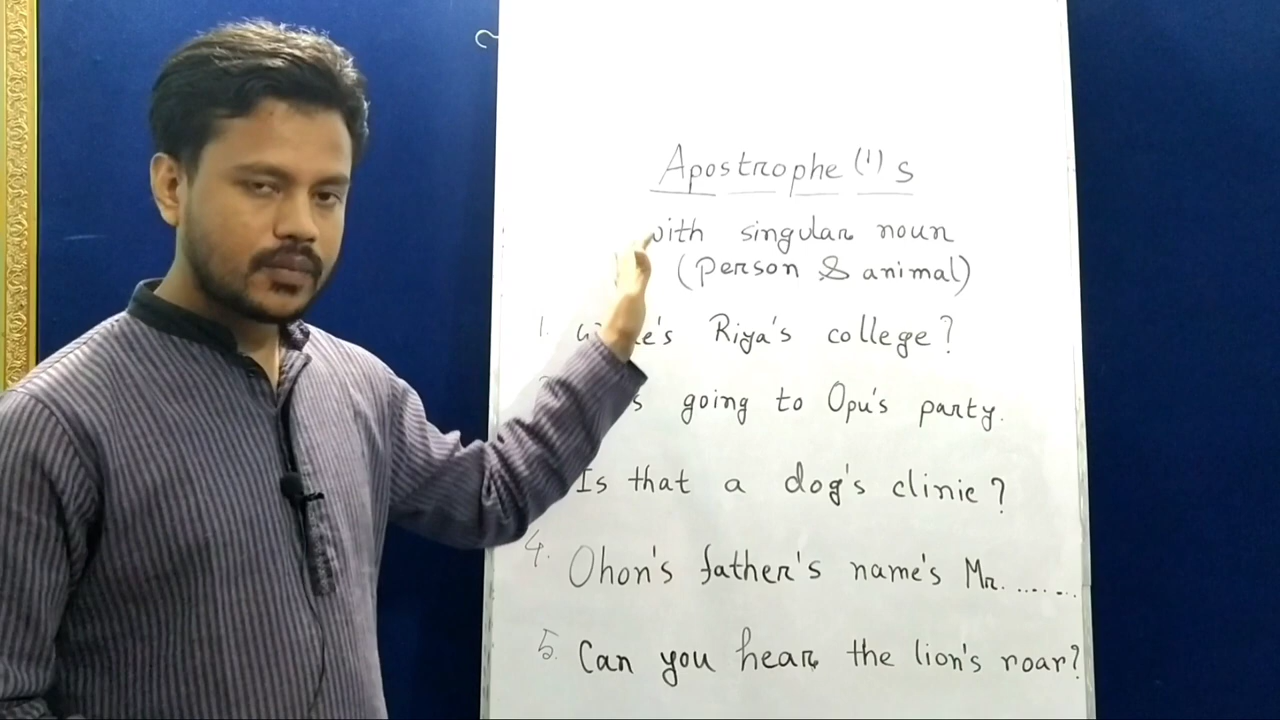 Apostrophe (') s
with singular noun
(person & animal)
1. Riya's college?
going to Opu's party.
Is that a dog's clinic?
4. Ohon's father's name's Mr. ........
5. Can you hear the lion's roar?